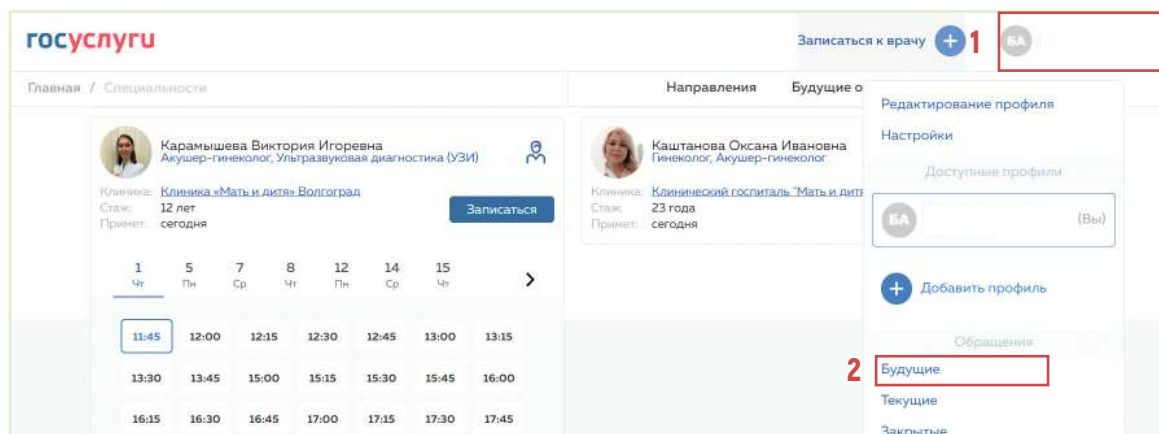 госуслуги
Записаться к врачу + 1 БА
Главная / Специальности
Направления Будущие о
Редактирование профиля
Настройки
Доступные профили
БА (Вы)
+ Добавить профиль
Обращения
2 Будущие
Текущие
Закрытые
Карамышева Виктория Игоревна
Акушер-гинеколог, Ультразвуковая диагностика (УЗИ)
Клиника: Клиника «Мать и дитя» Волгоград
Стаж: 12 лет
Примет: сегодня
Записаться
1 5 7 8 12 14 15
Чт Пн Ср Чт Пн Ср Чт
11:45 12:00 12:15 12:30 12:45 13:00 13:15
13:30 13:45 15:00 15:15 15:30 15:45 16:00
16:15 16:30 16:45 17:00 17:15 17:30 17:45
Каштанова Оксана Ивановна
Гинеколог, Акушер-гинеколог
Клиника: Клинический госпиталь "Мать и дитя
Стаж: 23 года
Примет: сегодня